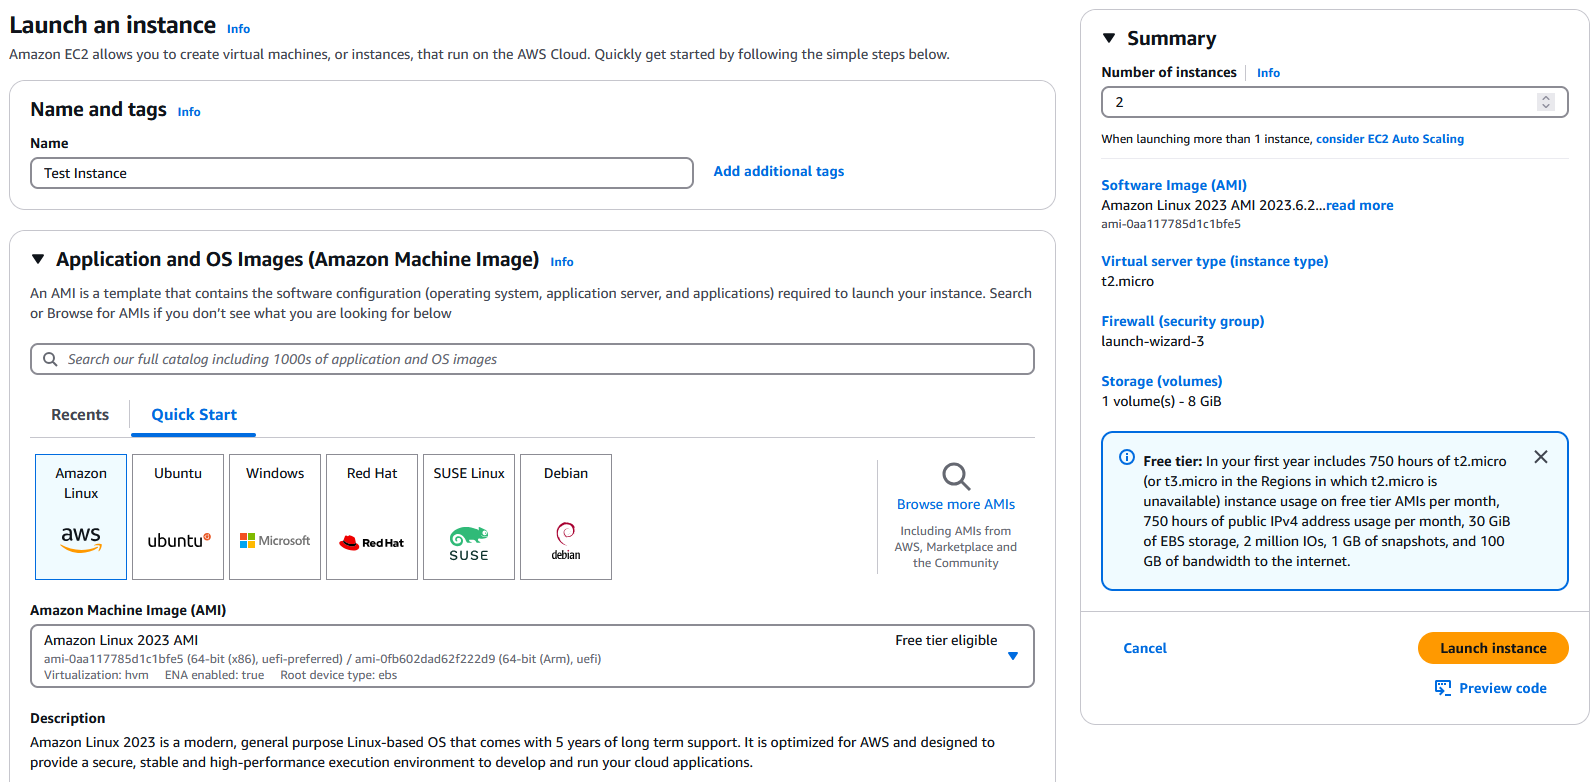 Launch an instance Info
Amazon EC2 allows you to create virtual machines, or instances, that run on the AWS Cloud. Quickly get started by following the simple steps below.
Name and tags Info
Name
Test Instance
Add additional tags
Application and OS Images (Amazon Machine Image) Info
An AMI is a template that contains the software configuration (operating system, application server, and applications) required to launch your instance. Search
or Browse for AMIs if you don't see what you are looking for below
Search our full catalog including 1000s of application and OS images
Recents
Quick Start
Amazon
Linux
aws
Ubuntu
ubuntu
Windows
Microsoft
Red Hat
Red Hat
SUSE Linux
SUSE
Debian
debian
Browse more AMIs
Including AMIs from
AWS, Marketplace and
the Community
Amazon Machine Image (AMI)
Amazon Linux 2023 AMI
Free tier eligible
ami-0aa117785d1c1bfe5 (64-bit (x86), uefi-preferred) / ami-0fb602dad62f222d9 (64-bit (Arm), uefi)
Virtualization: hvm ENA enabled: true Root device type: ebs
Description
Amazon Linux 2023 is a modern, general purpose Linux-based OS that comes with 5 years of long term support. It is optimized for AWS and designed to
provide a secure, stable and high-performance execution environment to develop and run your cloud applications.
Summary
Number of instances Info
2
When launching more than 1 instance, consider EC2 Auto Scaling
Software Image (AMI)
Amazon Linux 2023 AMI 2023.6.2...read more
ami-0aa117785d1c1bfe5
Virtual server type (instance type)
t2.micro
Firewall (security group)
launch-wizard-3
Storage (volumes)
1 volume(s) - 8 GiB
Free tier: In your first year includes 750 hours of t2.micro
(or t3.micro in the Regions in which t2.micro is
unavailable) instance usage on free tier AMIs per month,
750 hours of public IPv4 address usage per month, 30 GiB
of EBS storage, 2 million IOs, 1 GB of snapshots, and 100
GB of bandwidth to the internet.
Cancel
Launch instance
Preview code